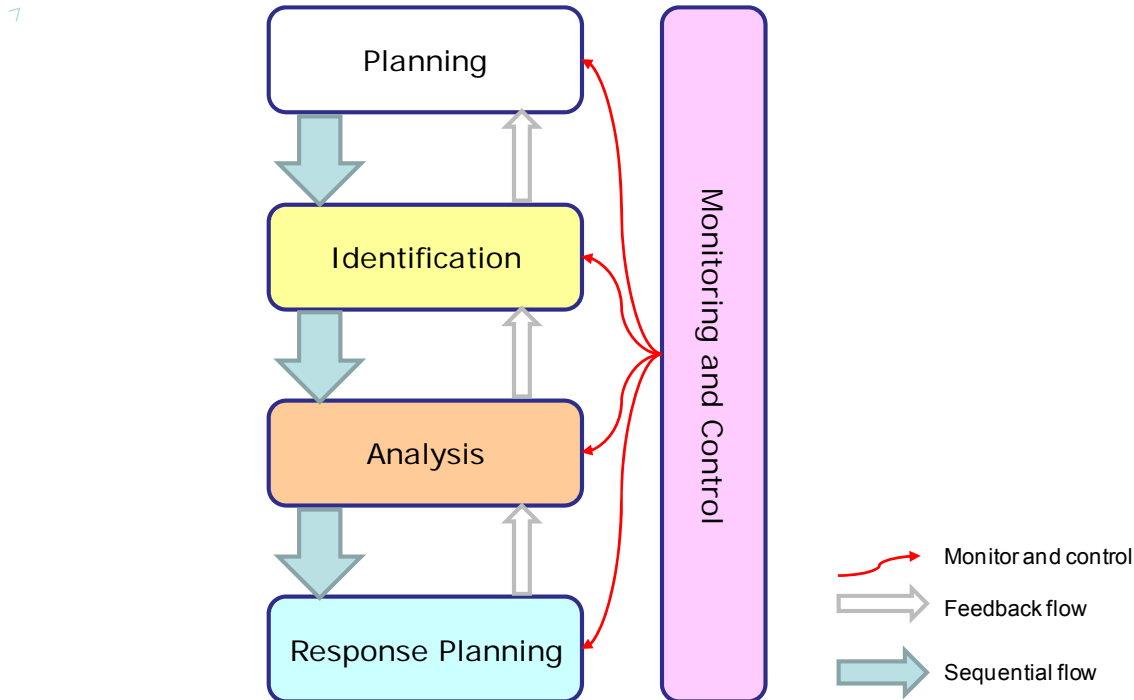 Planning
Identification
Analysis
Response Planning
Monitoring and Control
Monitor and control
Feedback flow
Sequential flow